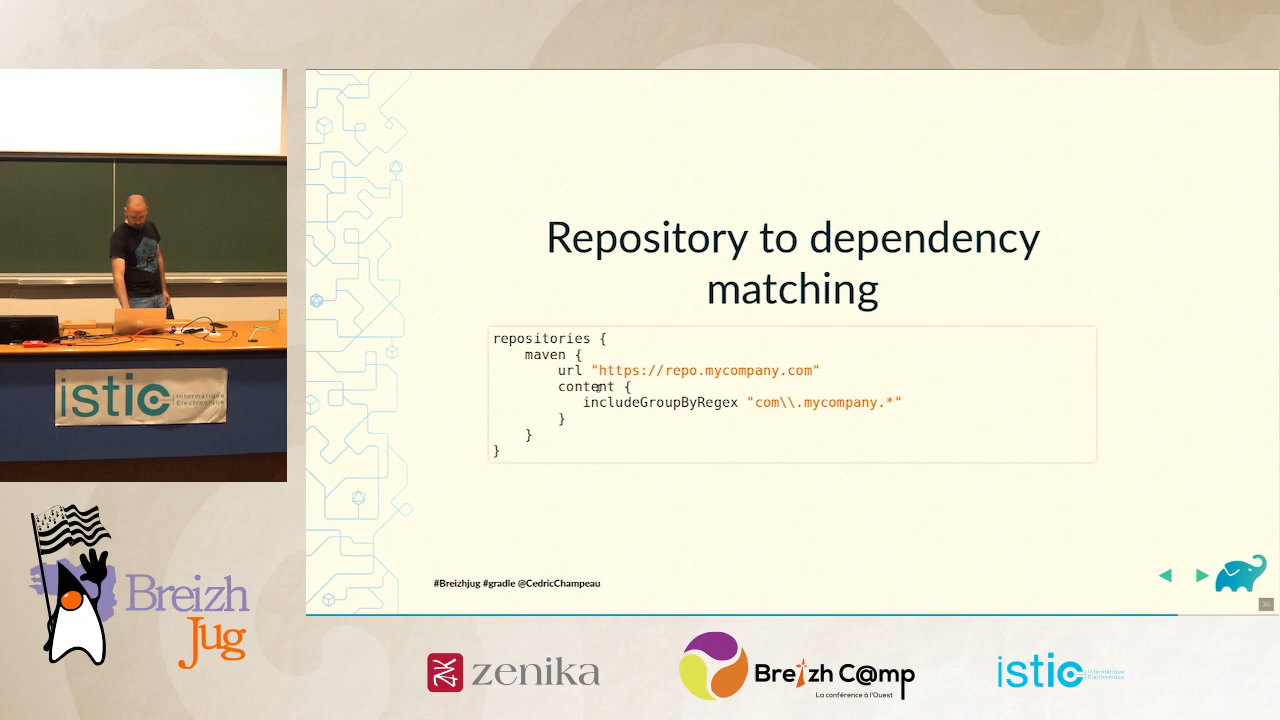 Repository to dependency
matching
repositories {
    maven {
        url "https://repo.mycompany.com"
        content {
           includeGroupByRegex "com\\.mycompany.*"
        }
    }
}
#Breizhjug #gradle @CedricChampeau
36
istic Informatique
Électronique
Breizh
Jug
zenika
Breizh C@mp
La conférence à l'Ouest
istic Informatique
Électronique